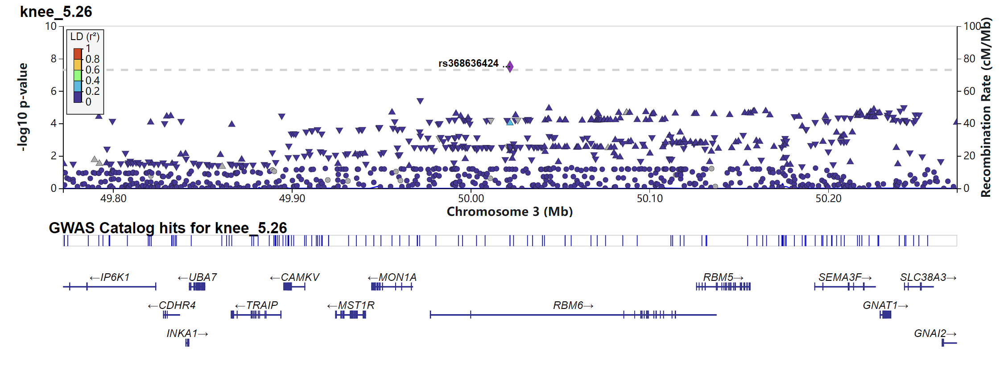 knee_5.26
10
8
6
4
2
0
-log10 p-value
LD (r²)
1
0.8
0.6
0.4
0.2
0
rs368636424
100
80
60
40
20
0
Recombination Rate (cM/Mb)
49.80 49.90 50.00 50.10 50.20
Chromosome 3 (Mb)
GWAS Catalog hits for knee_5.26
←IP6K1 ←UBA7 ←CAMKV ←MON1A RBM5→ SEMA3F→ SLC38A3→
←CDHR4 ←TRAIP ←MST1R RBM6→ GNAT1→
INKA1→ GNAI2→